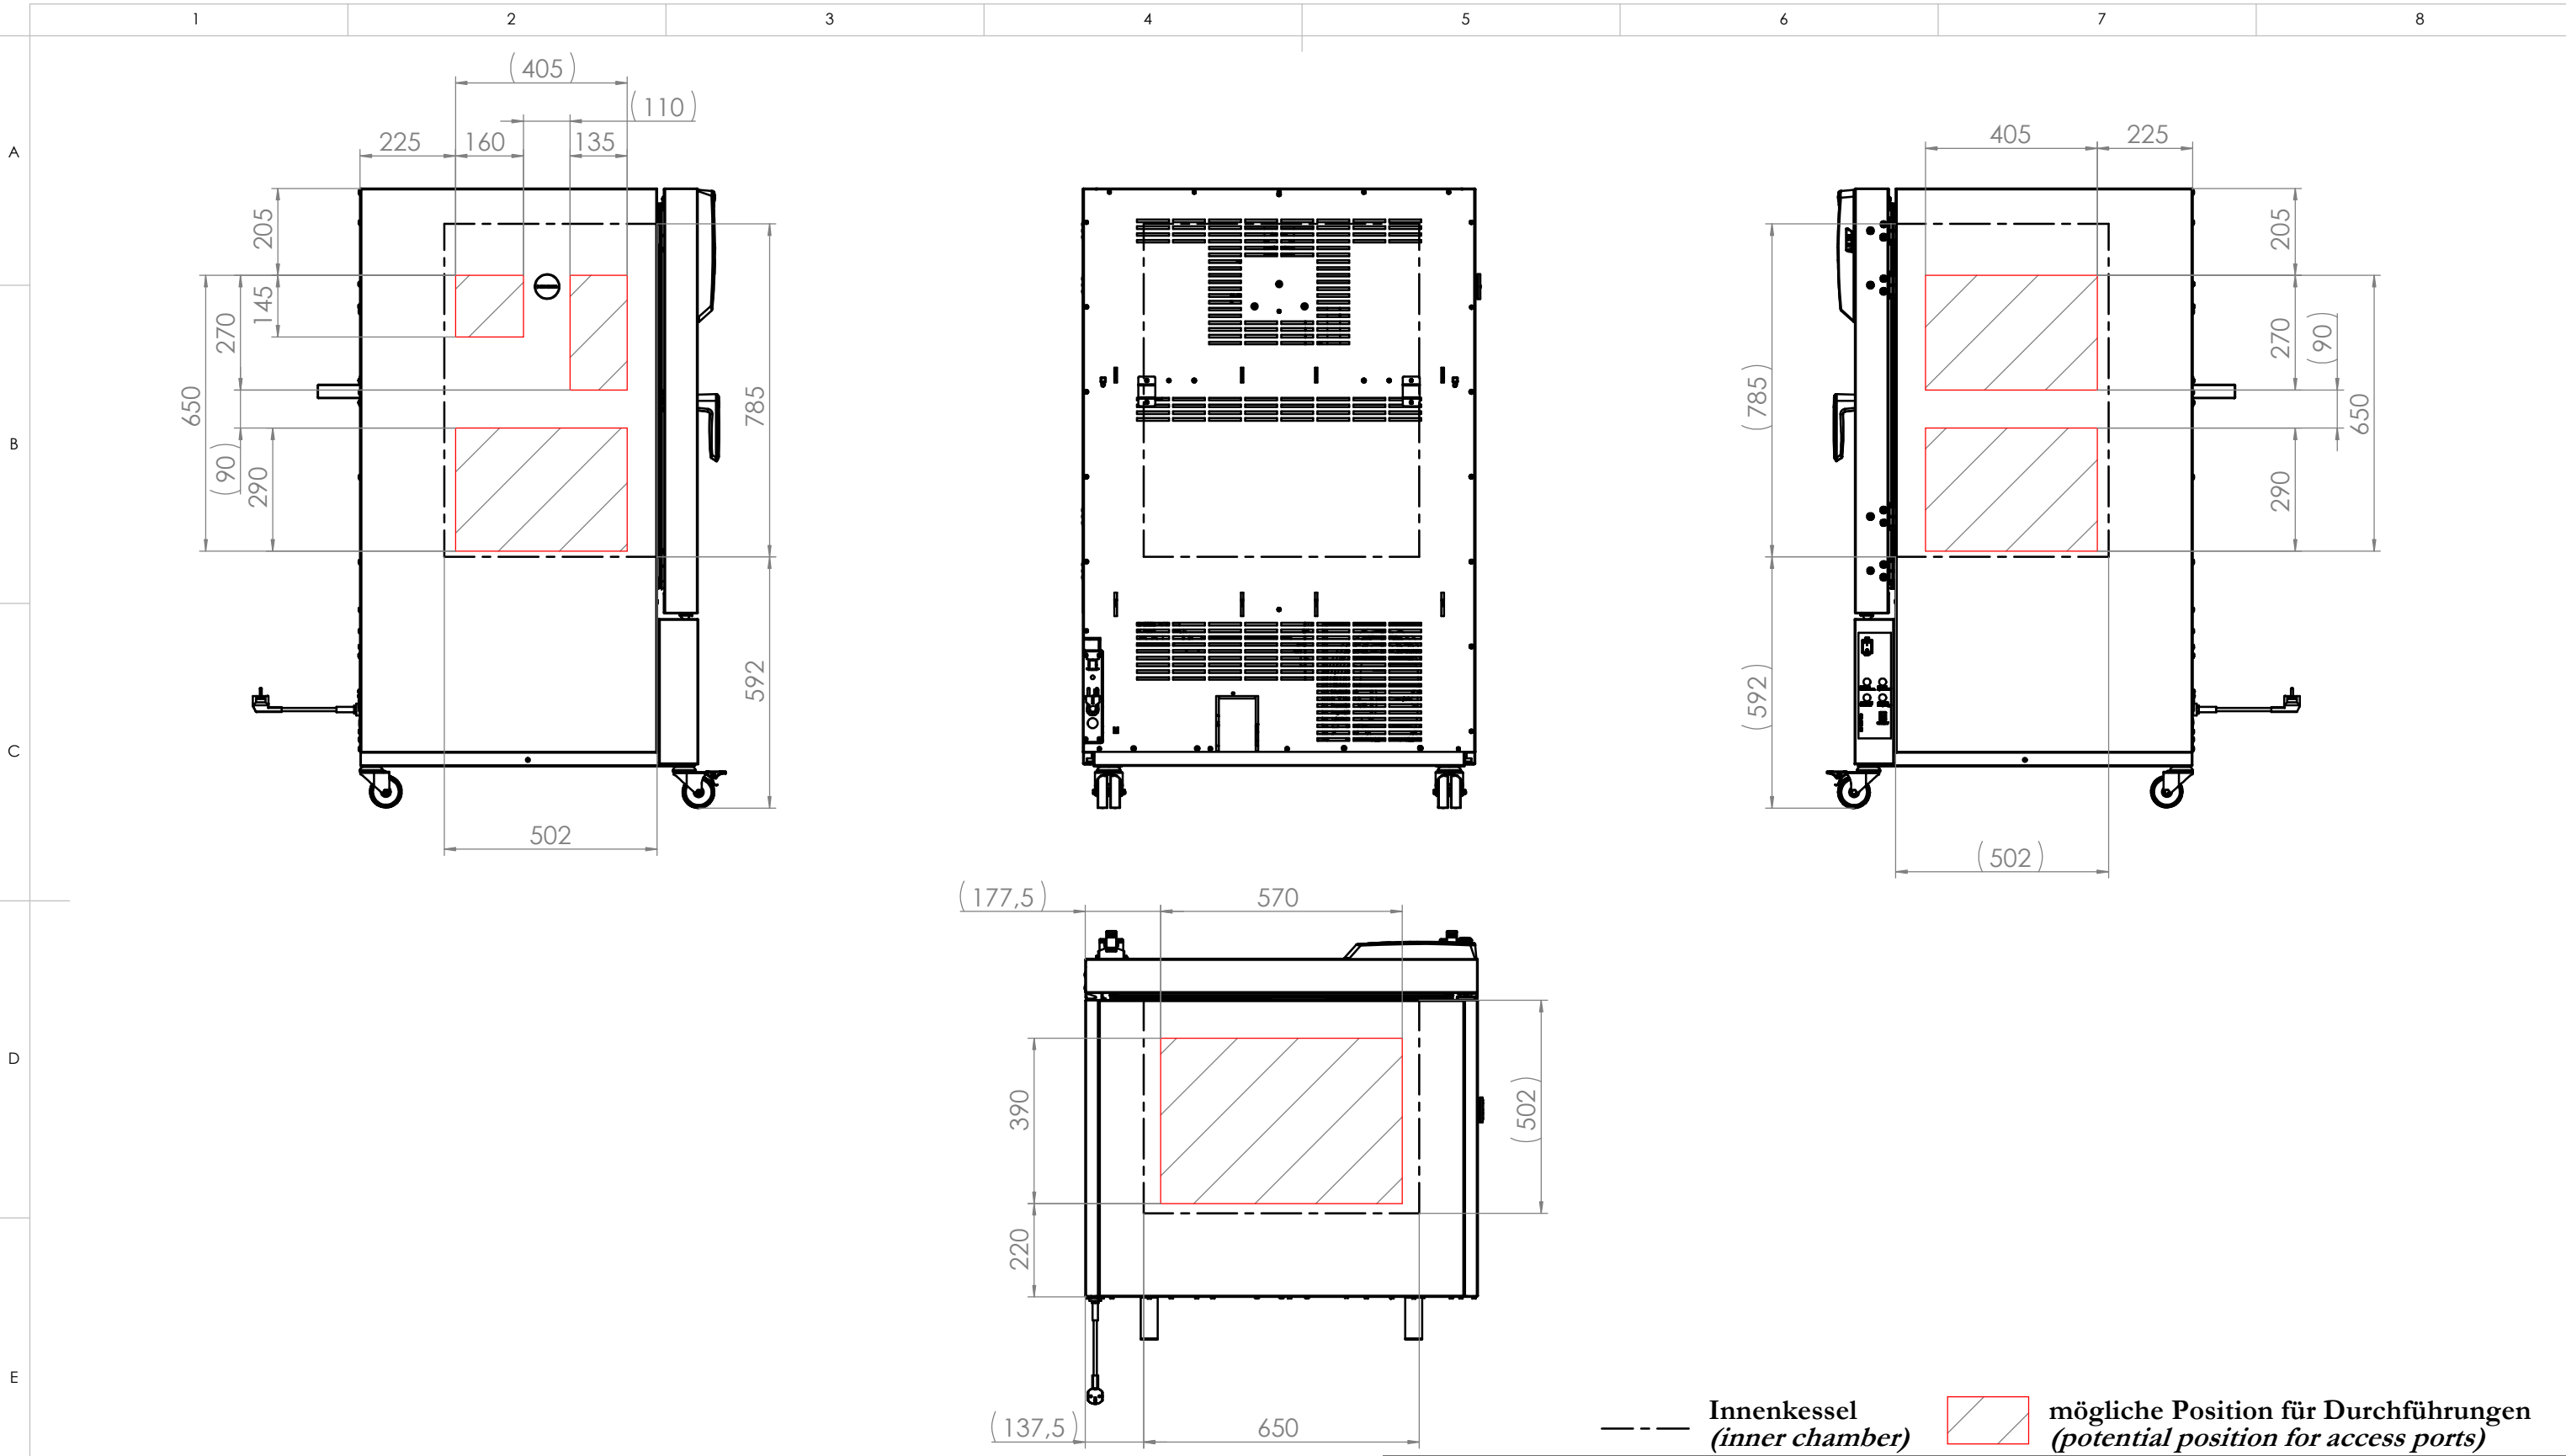 1 2 3 4 5 6 7 8
A
B
C
D
E
(405)
(110)
225 160 135
205
145
270
650
(90)
290
785
592
502
405 225
205
270
(90)
650
290
(785)
(592)
(502)
(177,5) 570
390
(502)
220
(137,5) 650
Innenkessel
(inner chamber)
mögliche Position für Durchführungen
(potential position for access ports)